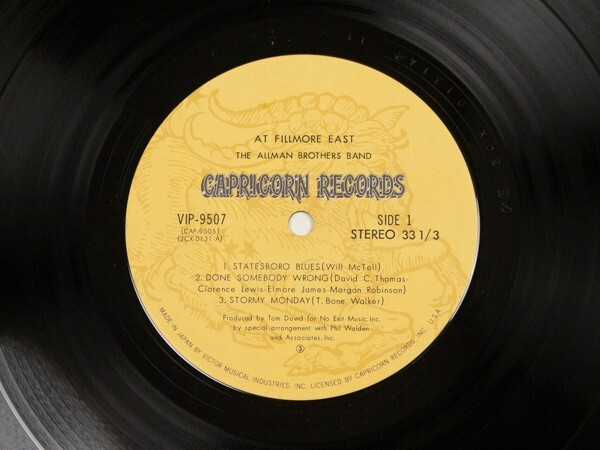 AT FILLMORE EAST
THE ALLMAN BROTHERS BAND
CAPRICORN RECORDS
VIP-9507
(CAP-9505)
(2CX-0131-A)
SIDE 1
STEREO 33 1/3
1. STATESBORO BLUES (Will McTell)
2. DONE SOMEBODY WRONG (David C. Thomas-
Clarence Lewis-Elmore James-Morgan Robinson)
3. STORMY MONDAY (T. Bone Walker)
Produced by Tom Dowd for No Exit Music, Inc.
by special arrangement with Phil Walden
and Associates, Inc.
③
MADE IN JAPAN BY VICTOR MUSICAL INDUSTRIES, INC. LICENSED BY CAPRICORN RECORDS, INC. U.S.A.